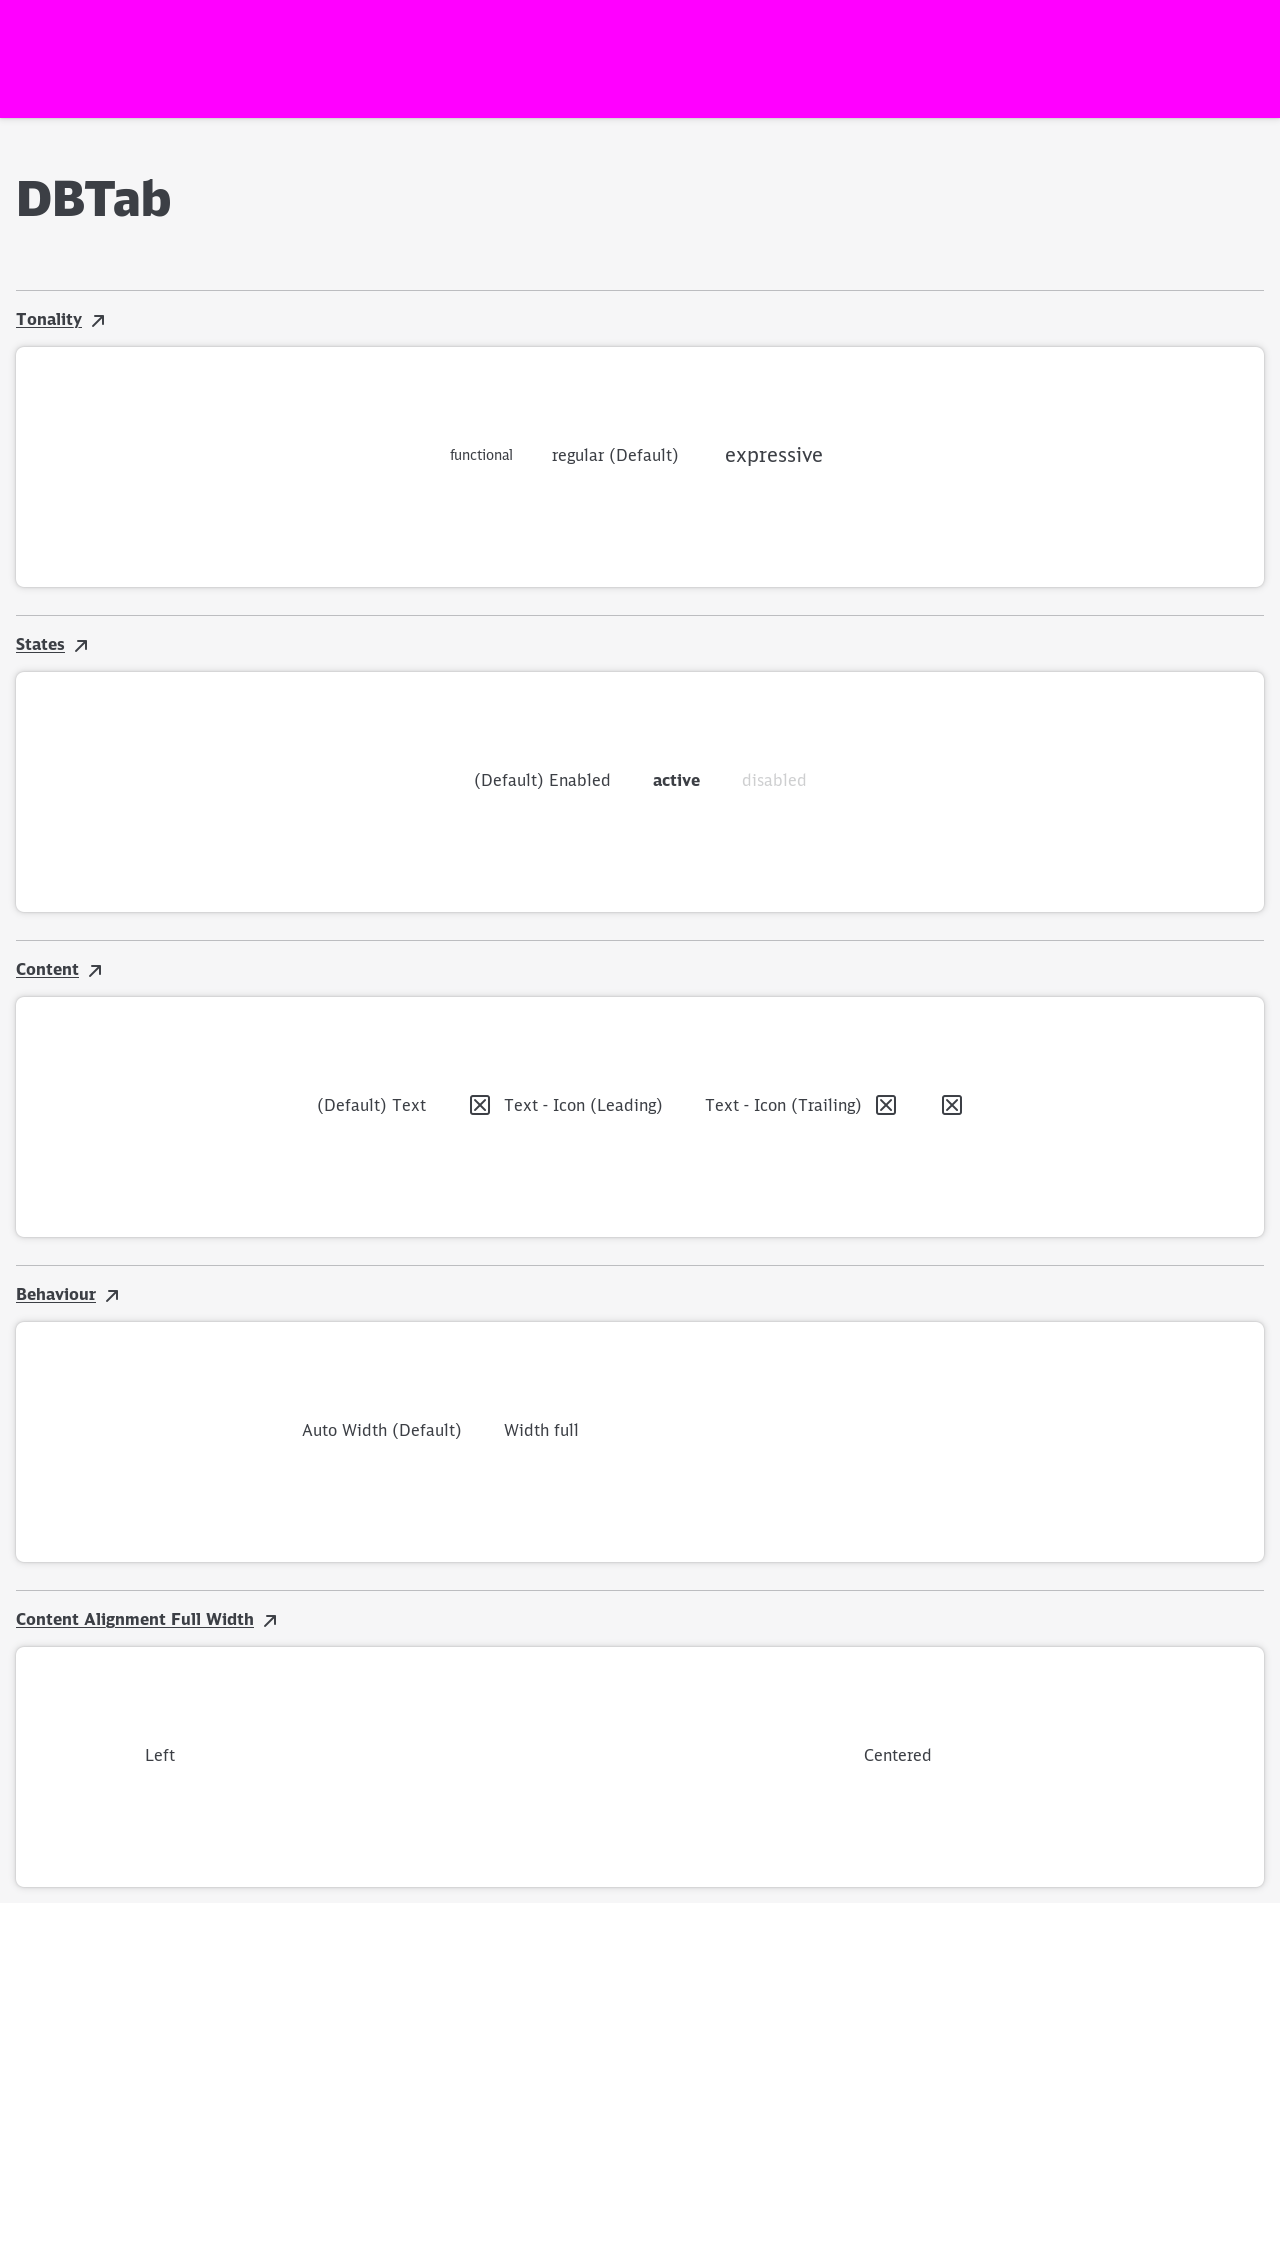 DBTab
Tonality
functional regular (Default) expressive
States
(Default) Enabled active disabled
Content
(Default) Text Text - Icon (Leading) Text - Icon (Trailing)
Behaviour
Auto Width (Default) Width full
Content Alignment Full Width
Left Centered